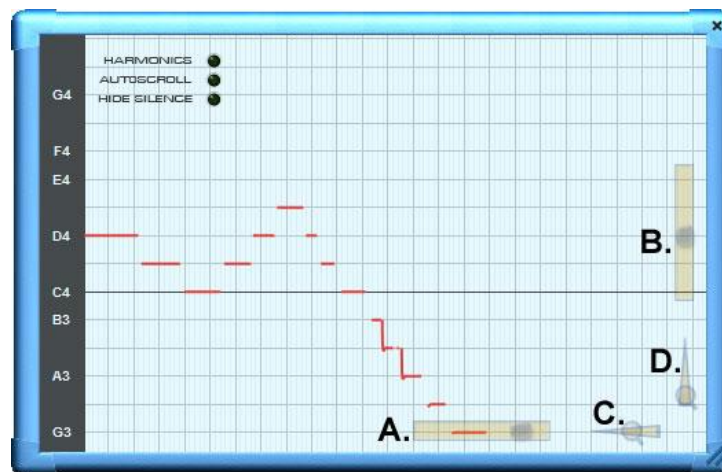 ×
HARMONICS
AUTOSCROLL
HIDE SILENCE
G4
F4
E4
D4
C4
B3
A3
G3
B.
D.
A.
C.